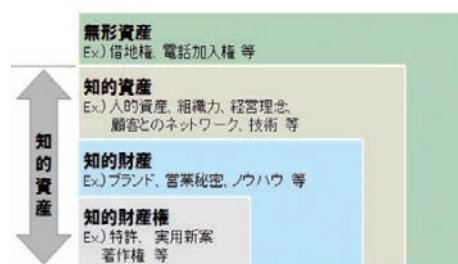 無形資産
Ex.）借地権、電話加入権 等
知的資産
Ex.）人的資産、組織力、経営理念、
顧客とのネットワーク、技術 等
知的財産
Ex.）ブランド、営業秘密、ノウハウ 等
知的財産権
Ex.）特許、実用新案
著作権 等
知的資産